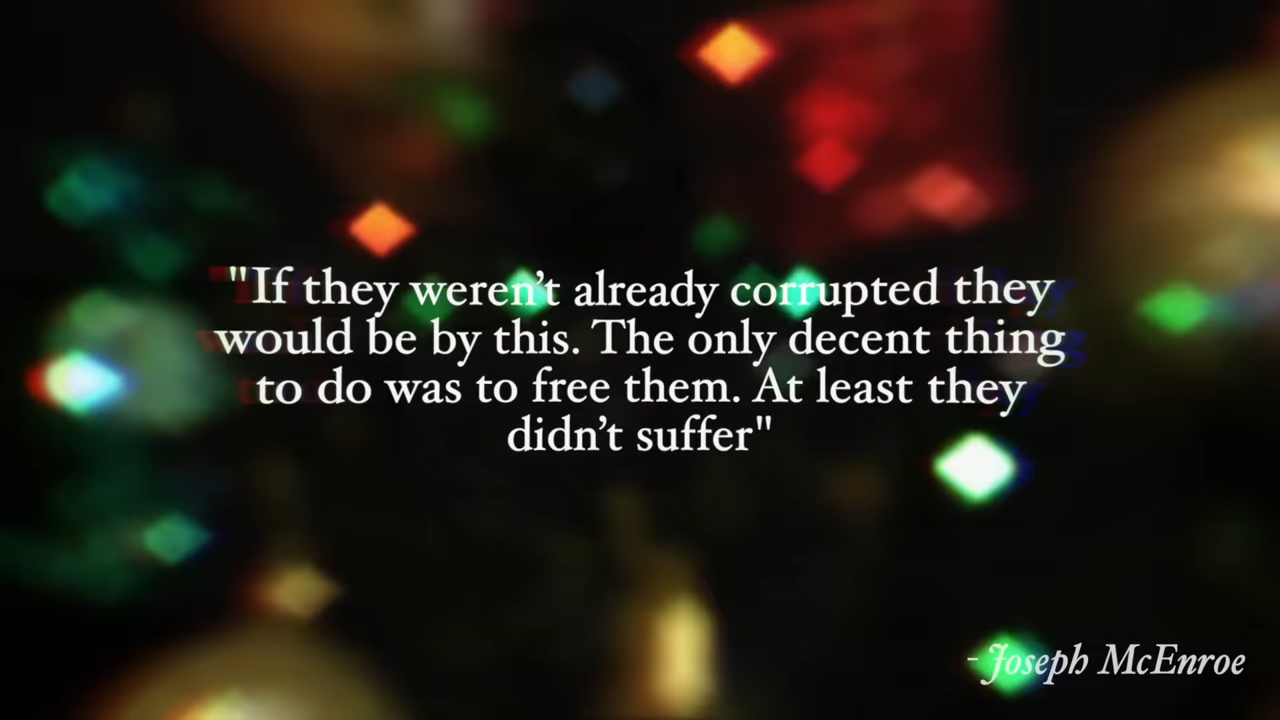 "If they weren’t already corrupted they
would be by this. The only decent thing
to do was to free them. At least they
didn’t suffer"
- Joseph McEnroe